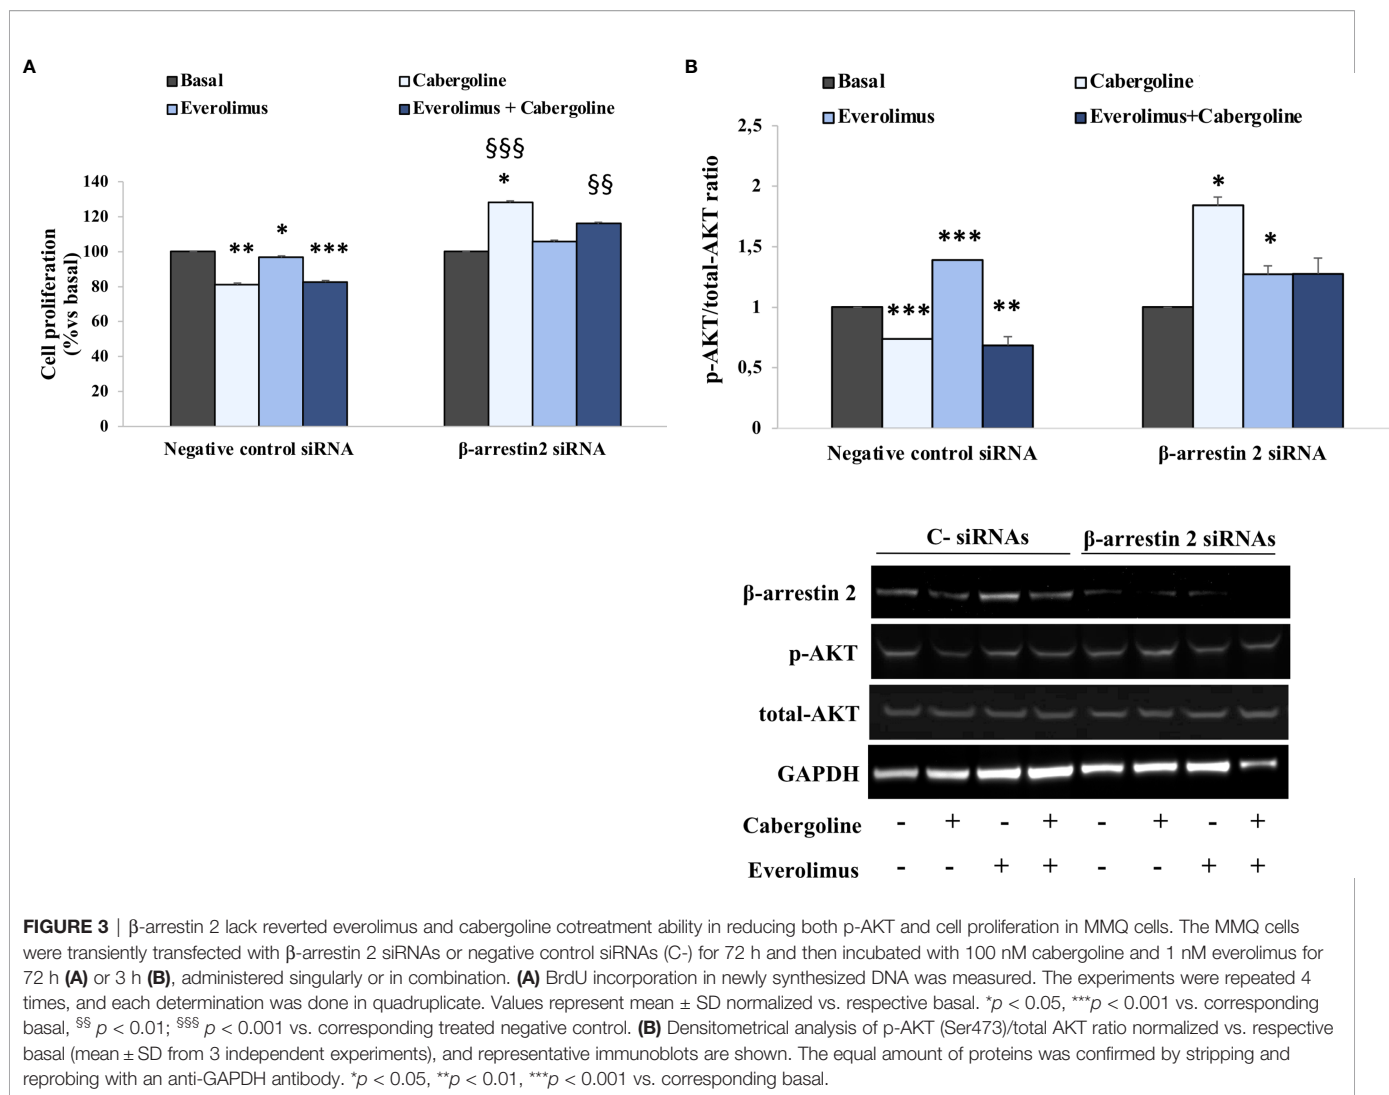 A
Basal
Cabergoline
Everolimus
Everolimus + Cabergoline
§§§
*
§§
**
*
***
140
120
100
80
60
40
20
0
Cell proliferation
(%vs basal)
Negative control siRNA
β-arrestin2 siRNA
B
Basal
Cabergoline
Everolimus
Everolimus+Cabergoline
2,5
2
1,5
1
0,5
0
p-AKT/total-AKT ratio
***
***
**
*
*
Negative control siRNA
β-arrestin 2 siRNA
C- siRNAs
β-arrestin 2 siRNAs
β-arrestin 2
p-AKT
total-AKT
GAPDH
Cabergoline - + - + - + - +
Everolimus - - + + - - + +
FIGURE 3 | β-arrestin 2 lack reverted everolimus and cabergoline cotreatment ability in reducing both p-AKT and cell proliferation in MMQ cells. The MMQ cells
were transiently transfected with β-arrestin 2 siRNAs or negative control siRNAs (C-) for 72 h and then incubated with 100 nM cabergoline and 1 nM everolimus for
72 h (A) or 3 h (B), administered singularly or in combination. (A) BrdU incorporation in newly synthesized DNA was measured. The experiments were repeated 4
times, and each determination was done in quadruplicate. Values represent mean ± SD normalized vs. respective basal. *p < 0.05, ***p < 0.001 vs. corresponding
basal, §§ p < 0.01; §§§ p < 0.001 vs. corresponding treated negative control. (B) Densitometrical analysis of p-AKT (Ser473)/total AKT ratio normalized vs. respective
basal (mean ± SD from 3 independent experiments), and representative immunoblots are shown. The equal amount of proteins was confirmed by stripping and
reprobing with an anti-GAPDH antibody. *p < 0.05, **p < 0.01, ***p < 0.001 vs. corresponding basal.